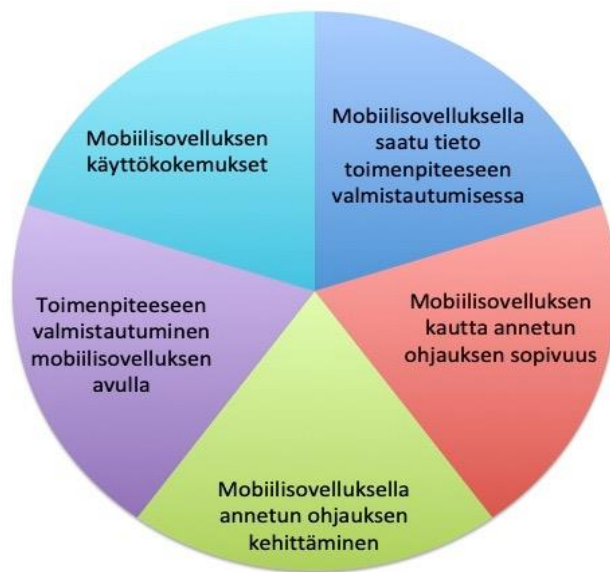 Mobiilisovelluksen
käyttökokemukset
Mobiilisovelluksella
saatu tieto
toimenpiteeseen
valmistautumisessa
Toimenpiteeseen
valmistautuminen
mobiilisovelluksen
avulla
Mobiilisovelluksen
kautta annetun
ohjauksen sopivuus
Mobiilisovelluksella
annetun ohjauksen
kehittäminen